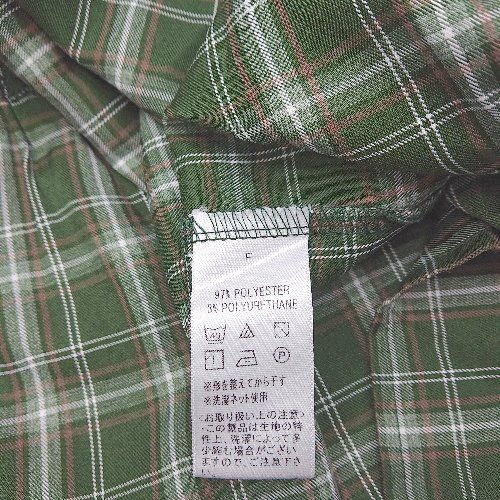 F
97% POLYESTER
3% POLYURETHANE
※形を整えてから干す
※洗濯ネット使用
<お取り扱い上の注意>
・この製品は生地の特
性上、洗濯によって多
少縮む場合がござい
ますのでご注意下さ